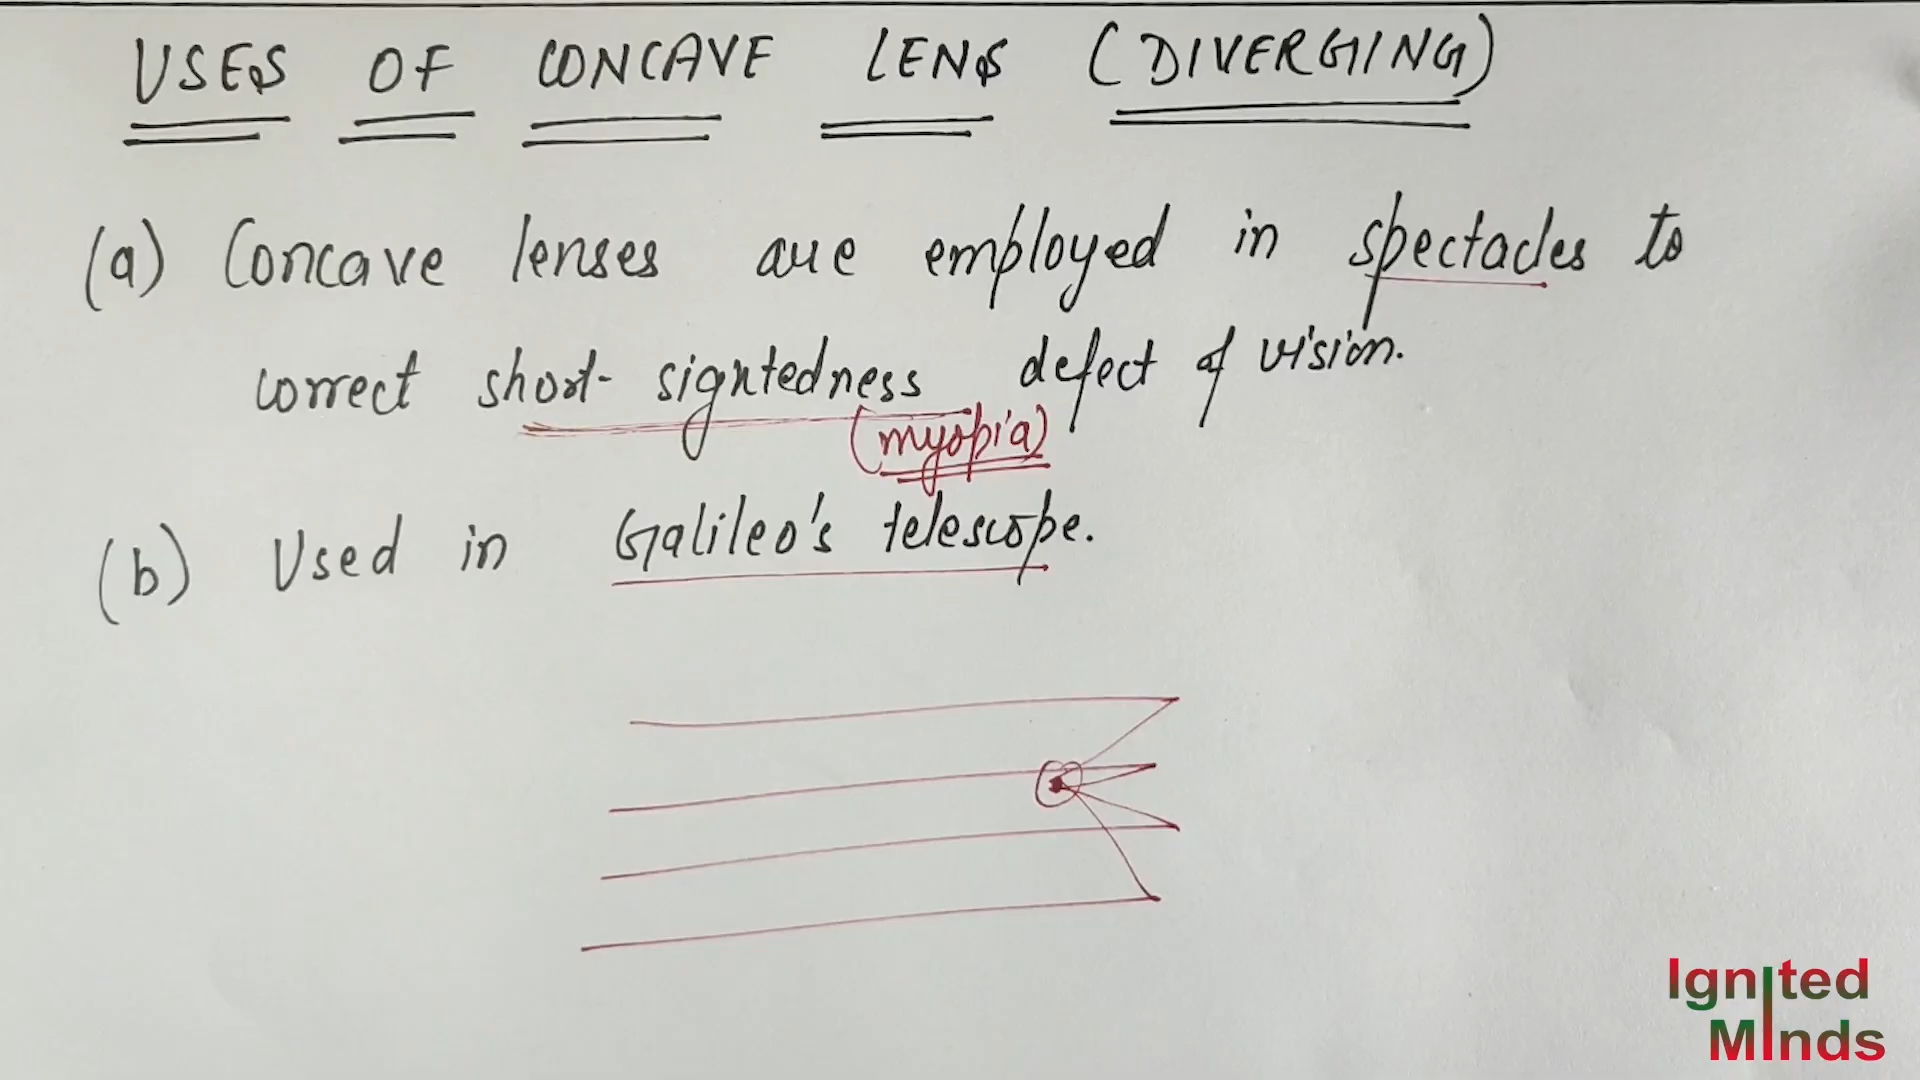 USES OF CONCAVE LENS (DIVERGING)
(a) Concave lenses are employed in spectacles to
correct short-sightedness defect of vision.
(myopia)
(b) Used in Galileo's telescope.
Ignited
Minds